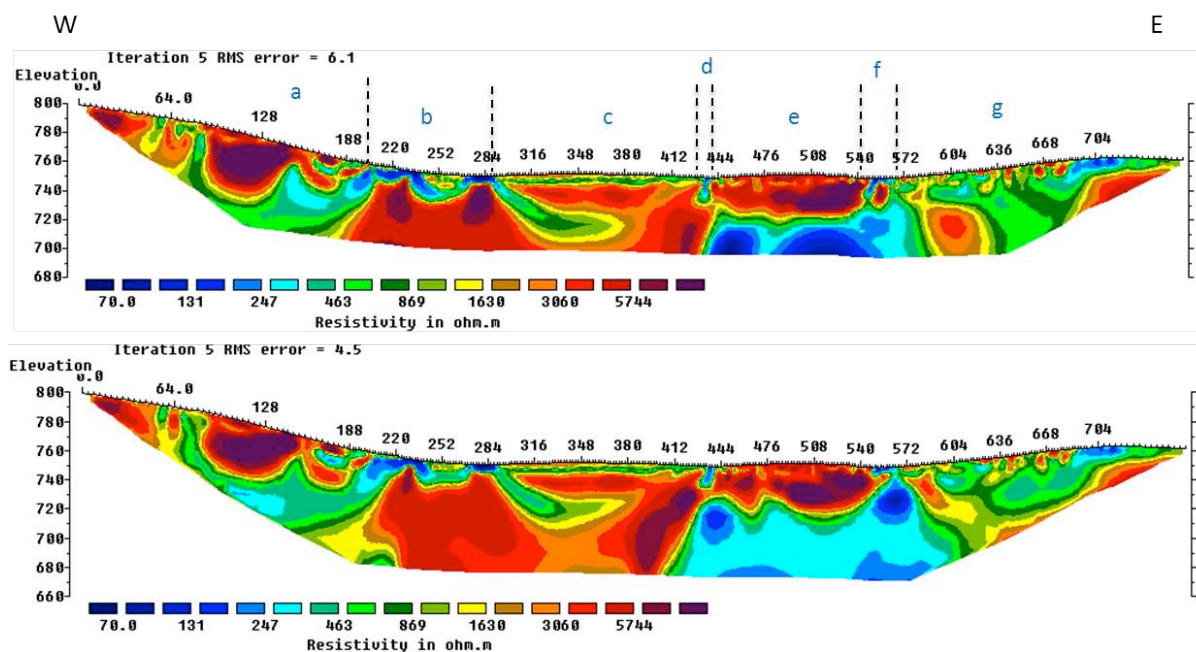 W E
Iteration 5 RMS error = 6.1
Elevation
0.0
a b c d e f g
64.0 128 188 220 252 284 316 348 380 412 444 476 508 540 572 604 636 668 704
800
780
760
740
720
700
680
70.0 131 247 463 869 1630 3060 5744
Resistivity in ohm.m
Iteration 5 RMS error = 4.5
Elevation
0.0
64.0 128 188 220 252 284 316 348 380 412 444 476 508 540 572 604 636 668 704
800
780
760
740
720
700
680
660
70.0 131 247 463 869 1630 3060 5744
Resistivity in ohm.m